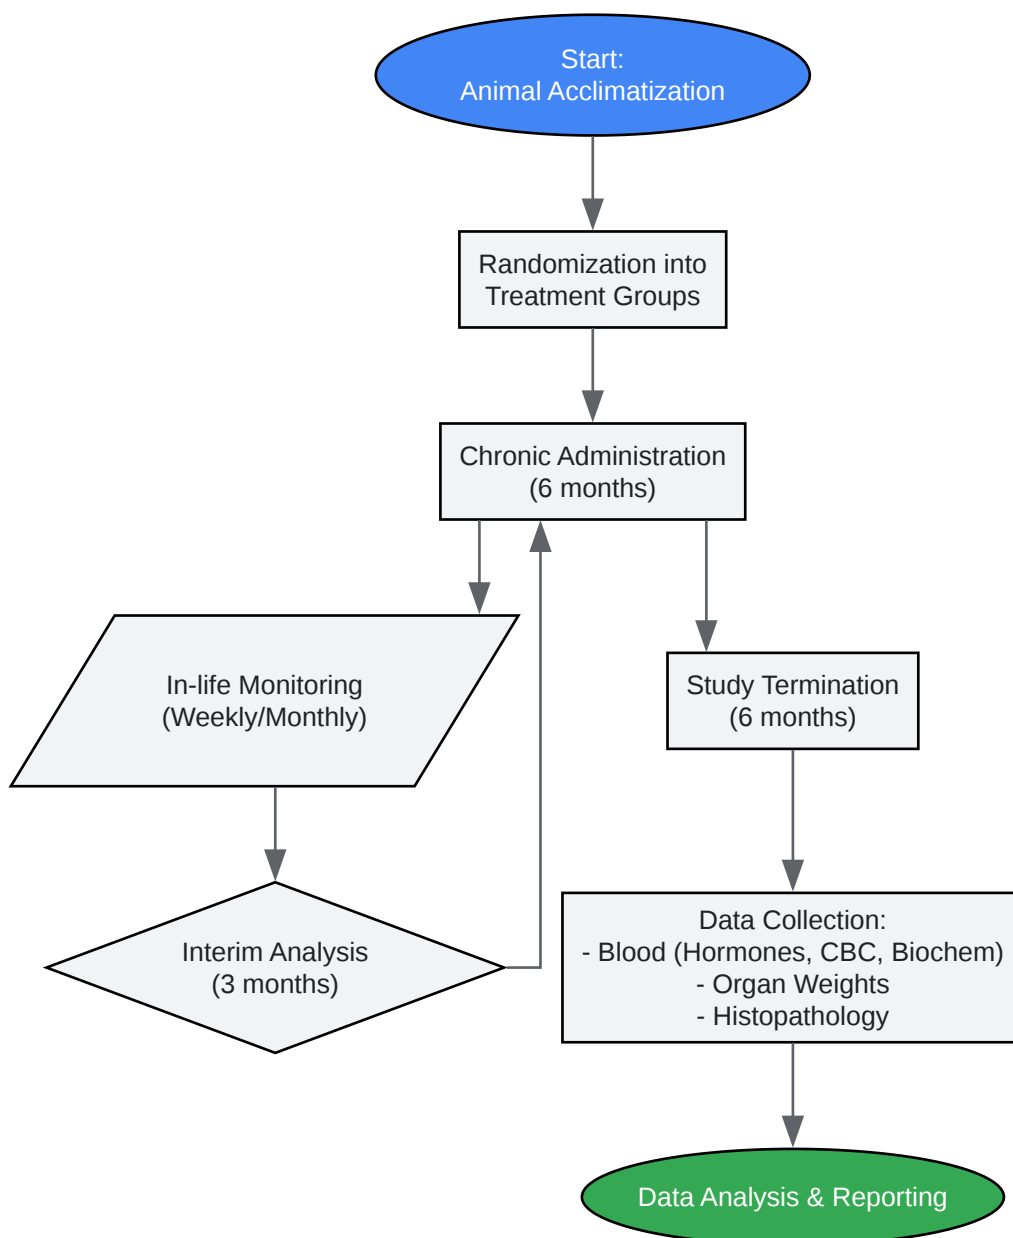 Start:
Animal Acclimatization
Randomization into
Treatment Groups
Chronic Administration
(6 months)
In-life Monitoring
(Weekly/Monthly)
Study Termination
(6 months)
Interim Analysis
(3 months)
Data Collection:
- Blood (Hormones, CBC, Biochem)
- Organ Weights
- Histopathology
Data Analysis & Reporting